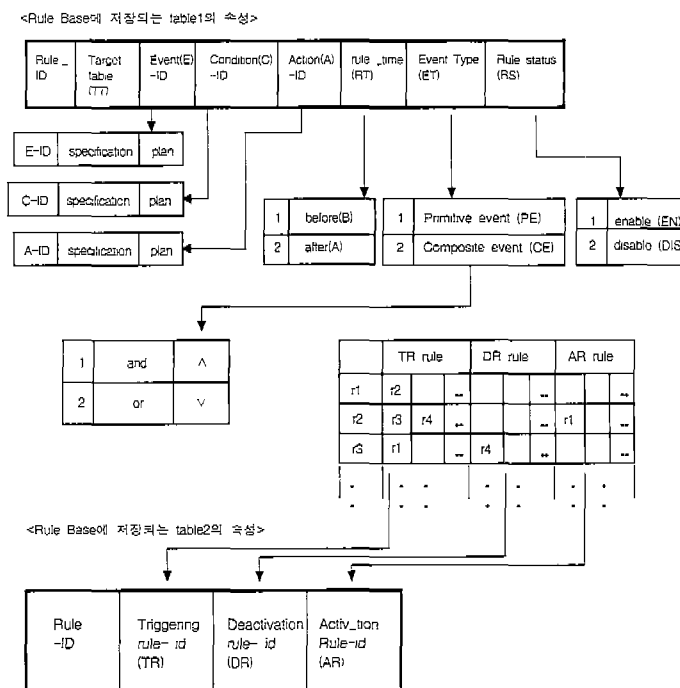 <Rule Base에 저장되는 table1의 속성>
Rule_ ID
Target table (TT)
Event(E) -ID
Condition(C) -ID
Action(A) -ID
rule_time (RT)
Event Type (ET)
Rule status (RS)
E-ID specification plan
C-ID specification plan
A-ID specification plan
1 before(B)
2 after(A)
1 Primitive event (PE)
2 Composite event (CE)
1 enable (EN)
2 disable (DIS
1 and ∧
2 or ∨
TR rule DR rule AR rule
r1 r2 .. .. ..
r2 r3 r4 .. .. r1 ..
r3 r1 .. r4 .. ..
<Rule Base에 저장되는 table2의 속성>
Rule -ID
Triggering rule- id (TR)
Deactivation rule- id (DR)
Activ_tion Rule-id (AR)